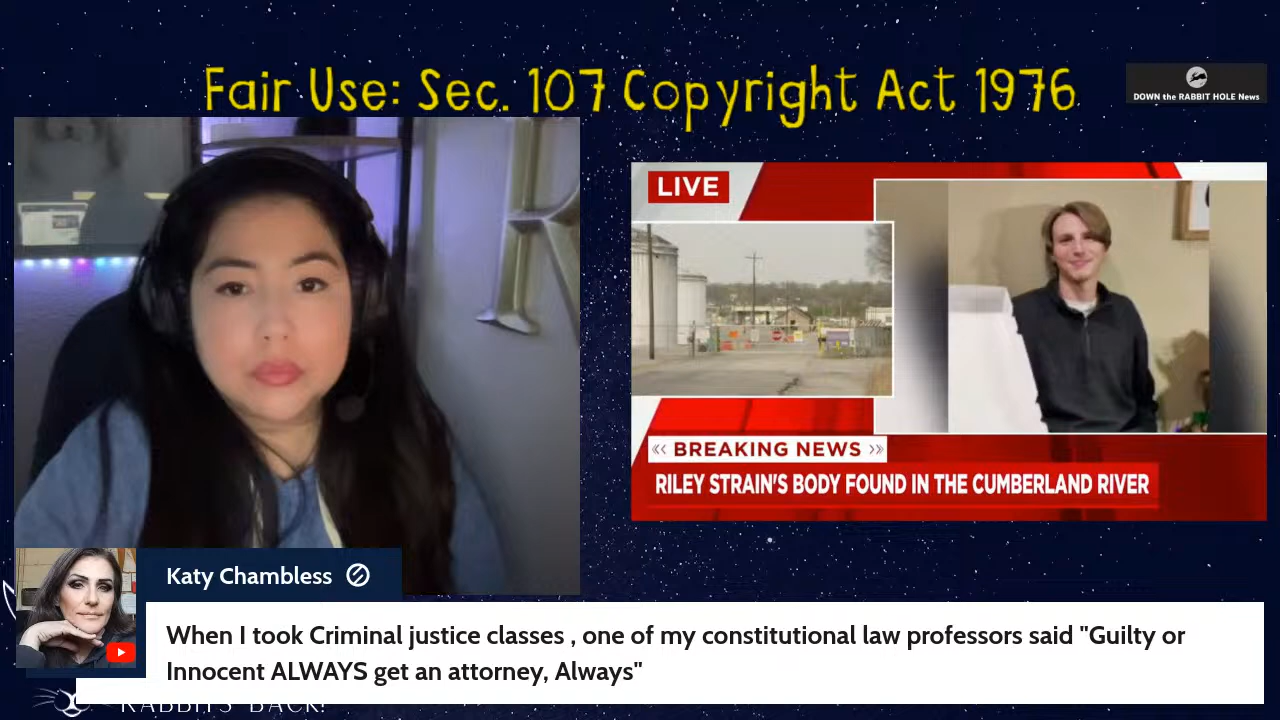 Fair Use: Sec. 107 Copyright Act 1976
DOWN the RABBIT HOLE News
LIVE
« BREAKING NEWS »
RILEY STRAIN'S BODY FOUND IN THE CUMBERLAND RIVER
Katy Chambless
When I took Criminal justice classes , one of my constitutional law professors said "Guilty or
Innocent ALWAYS get an attorney, Always"
RABBITS BACK!